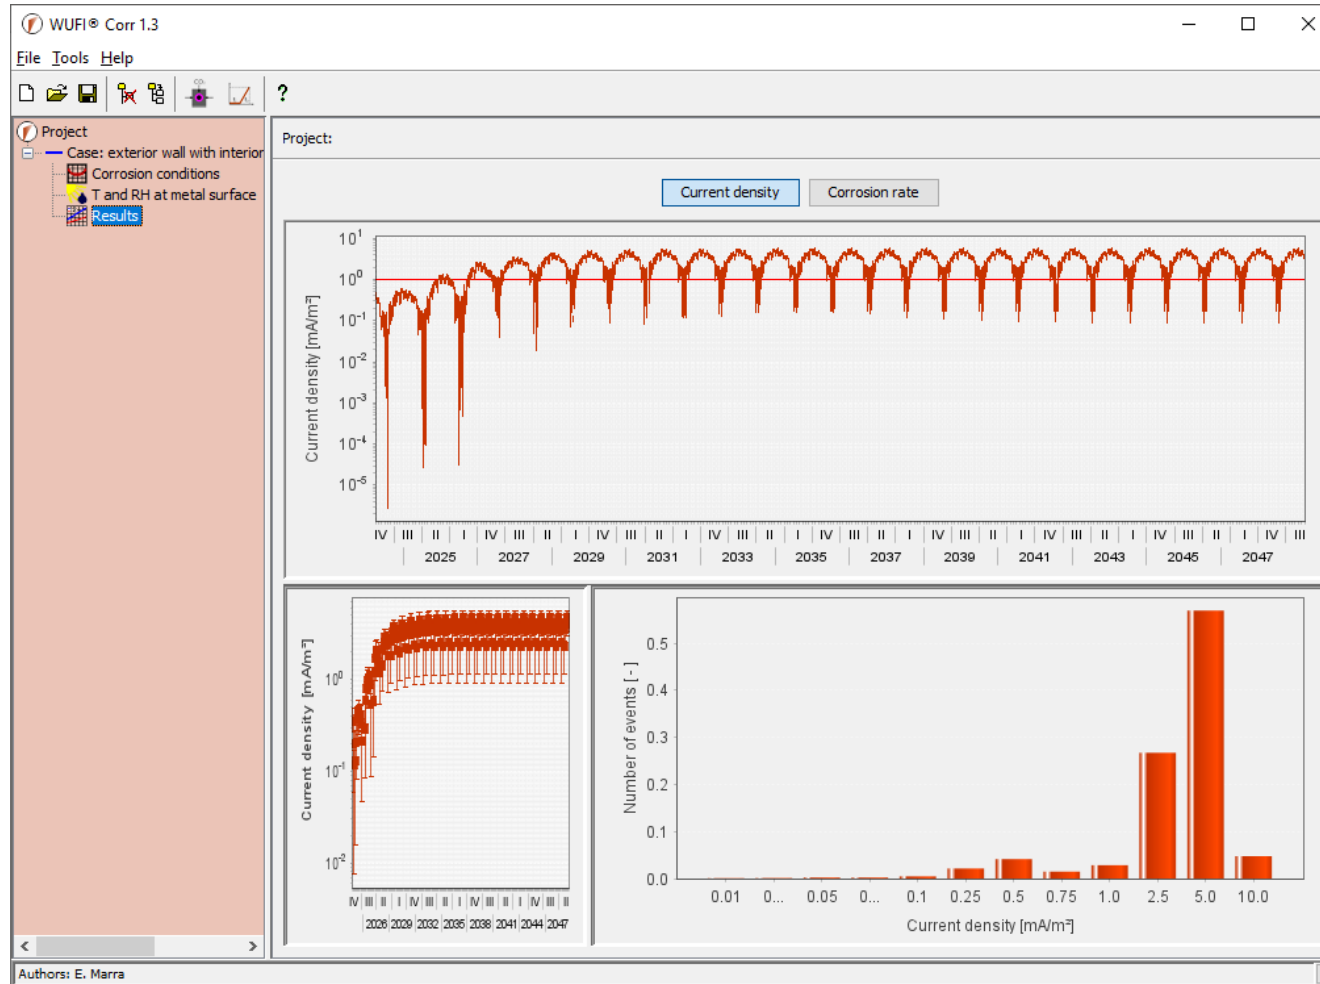 WUFI® Corr 1.3
File Tools Help
?
Project
Case: exterior wall with interior
Corrosion conditions
T and RH at metal surface
Results
Project:
Current density Corrosion rate
Current density [mA/m²]
10¹
10⁰
10⁻¹
10⁻²
10⁻³
10⁻⁴
10⁻⁵
IV III II I IV III II I IV III II I IV III II I IV III II I IV III II I IV III II I IV III II I IV III
2025 2027 2029 2031 2033 2035 2037 2039 2041 2043 2045 2047
Current density [mA/m²]
10⁰
10⁻¹
10⁻²
IV III II I IV III II I IV III II I IV III II
2026 2029 2032 2035 2038 2041 2044 2047
Number of events [-]
0.5
0.4
0.3
0.2
0.1
0.0
0.01 0... 0.05 0... 0.1 0.25 0.5 0.75 1.0 2.5 5.0 10.0
Current density [mA/m²]
Authors: E. Marra